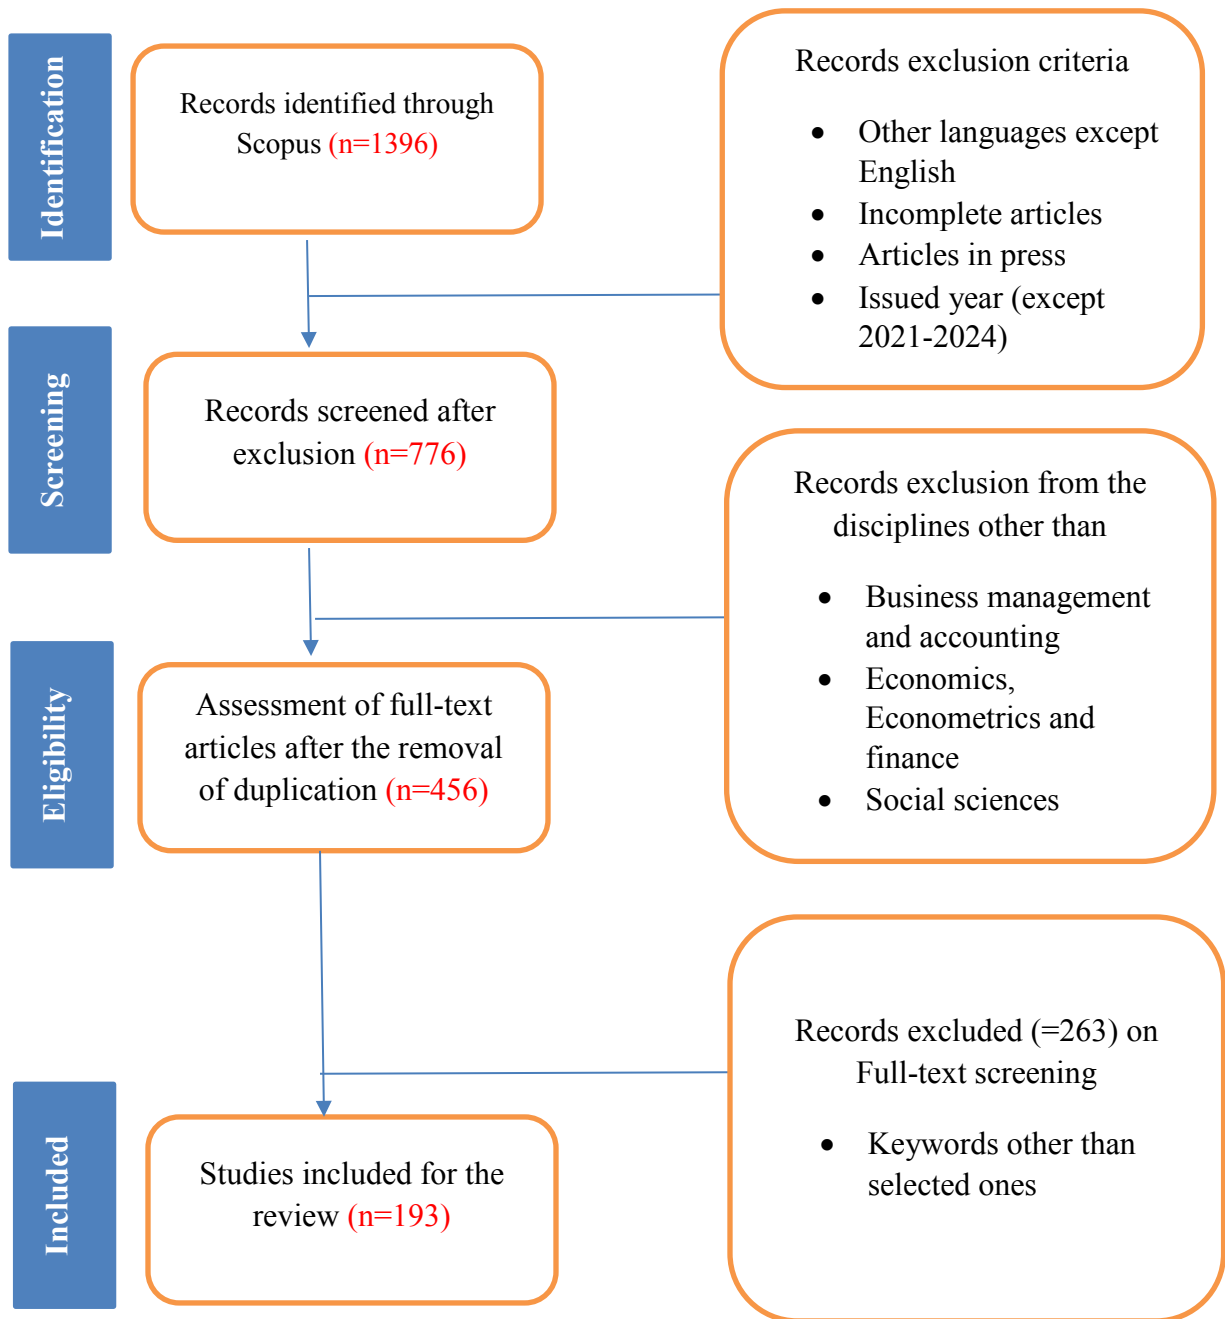 Identification
Records identified through
Scopus (n=1396)
Records exclusion criteria
• Other languages except
English
• Incomplete articles
• Articles in press
• Issued year (except
2021-2024)
Screening
Records screened after
exclusion (n=776)
Records exclusion from the
disciplines other than
• Business management
and accounting
• Economics,
Econometrics and
finance
• Social sciences
Eligibility
Assessment of full-text
articles after the removal
of duplication (n=456)
Records excluded (=263) on
Full-text screening
• Keywords other than
selected ones
Included
Studies included for the
review (n=193)